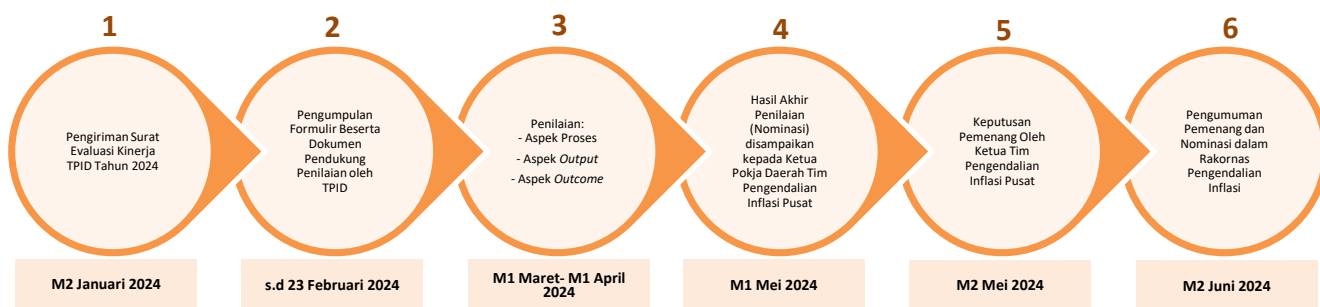 1
Pengiriman Surat
Evaluasi Kinerja
TPID Tahun 2024
M2 Januari 2024
2
Pengumpulan
Formulir Beserta
Dokumen
Pendukung
Penilaian oleh
TPID
s.d 23 Februari 2024
3
Penilaian:
- Aspek Proses
- Aspek Output
- Aspek Outcome
M1 Maret- M1 April
2024
4
Hasil Akhir
Penilaian
(Nominasi)
disampaikan
kepada Ketua
Pokja Daerah Tim
Pengendalian
Inflasi Pusat
M1 Mei 2024
5
Keputusan
Pemenang Oleh
Ketua Tim
Pengendalian
Inflasi Pusat
M2 Mei 2024
6
Pengumuman
Pemenang dan
Nominasi dalam
Rakornas
Pengendalian
Inflasi
M2 Juni 2024